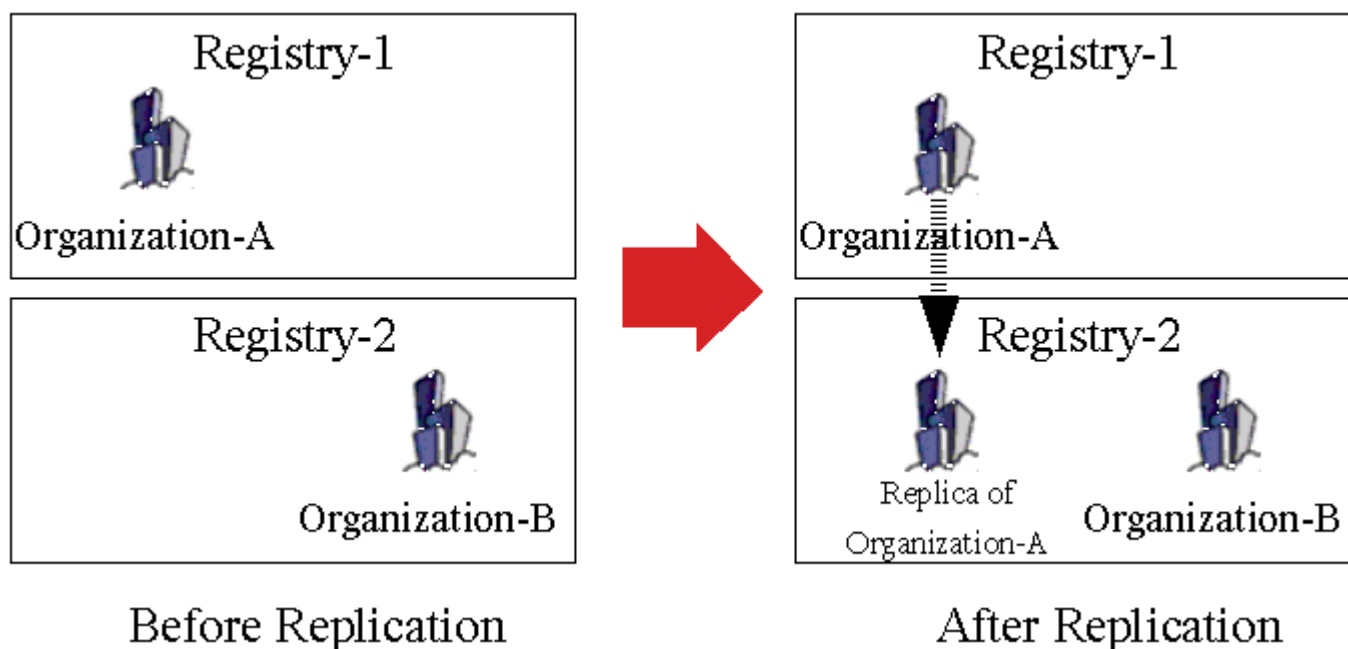 Registry-1
Organization-A
Registry-2
Organization-B
Before Replication
Registry-1
Organization-A
Registry-2
Replica of
Organization-A
Organization-B
After Replication